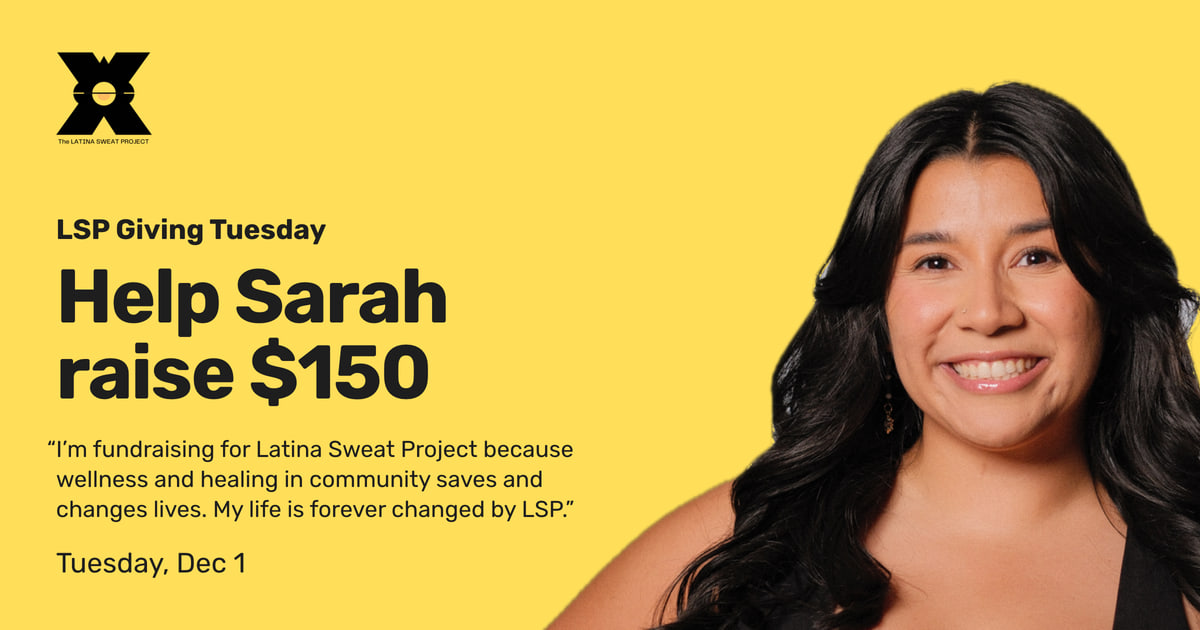 The LATINA SWEAT PROJECT
LSP Giving Tuesday
Help Sarah
raise $150
“I’m fundraising for Latina Sweat Project because
wellness and healing in community saves and
changes lives. My life is forever changed by LSP.”
Tuesday, Dec 1